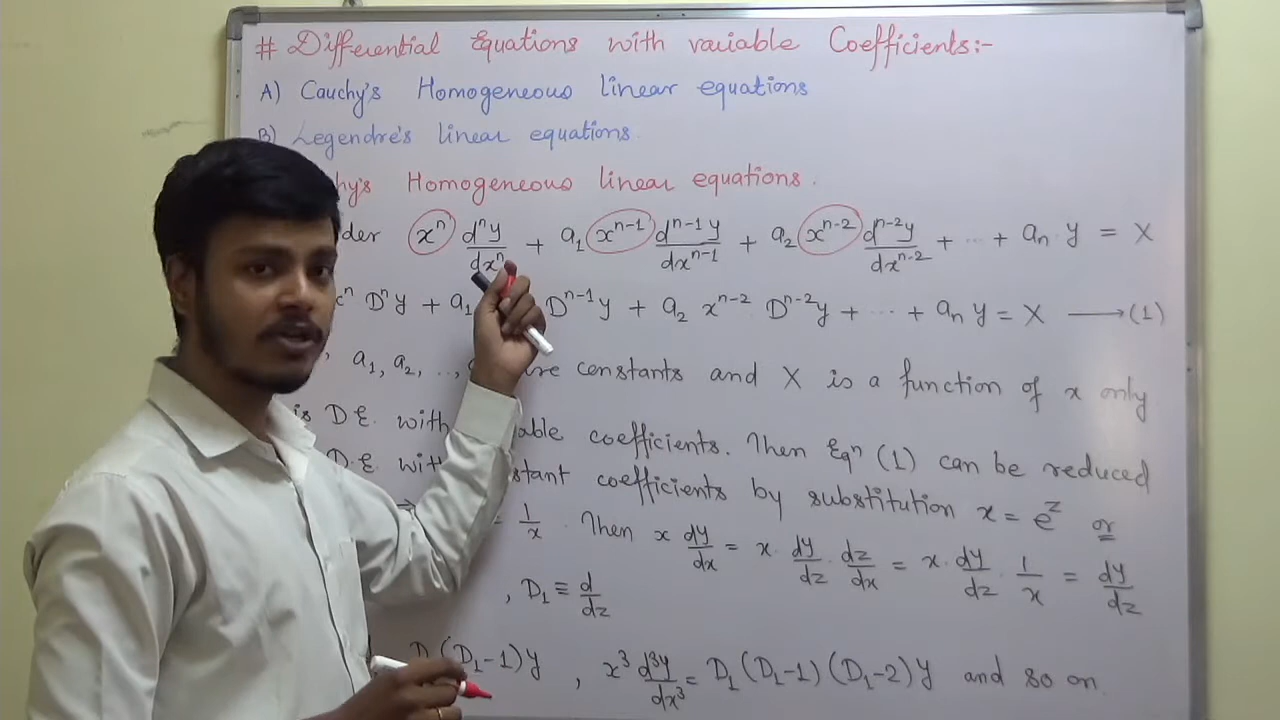 # Differential Equations with variable Coefficients:-
A) Cauchy's Homogeneous linear equations
B) Legendre's linear equations.
hy's Homogeneous linear equations.
der xⁿ dⁿy/dxⁿ + a₁ xⁿ⁻¹ dⁿ⁻¹y/dxⁿ⁻¹ + a₂ xⁿ⁻² dⁿ⁻²y/dxⁿ⁻² + ... + aₙ y = X
xⁿ Dⁿy + a₁ Dⁿ⁻¹y + a₂ xⁿ⁻² Dⁿ⁻²y + ... + aₙ y = X ⟶ (1)
, a₁, a₂, .., are constants and X is a function of x only
is D.E. with able coefficients. Then Eqⁿ (1) can be reduced
D.E. with stant coefficients by substitution x = e^z or
⇒ = 1/x . Then x dy/dx = x. dy/dz . dz/dx = x. dy/dz . 1/x = dy/dz
, D₁ ≡ d/dz
D₁(D₁-1)y , x³ d³y/dx³ = D₁(D₁-1)(D₁-2)y and so on.